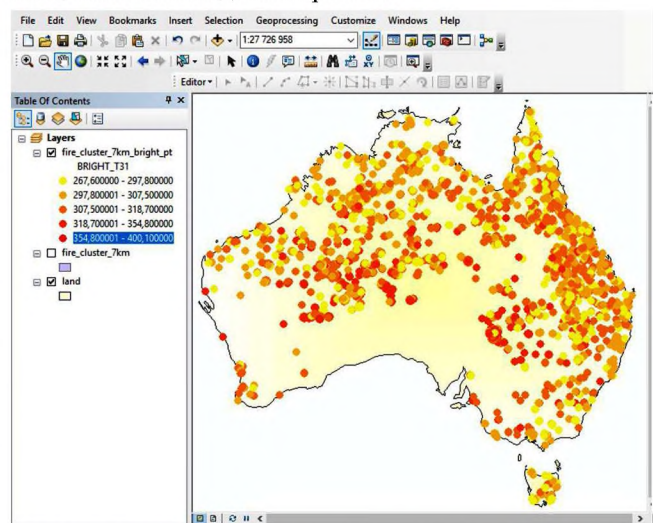 File Edit View Bookmarks Insert Selection Geoprocessing Customize Windows Help
1:27 726 958
Editor
Table Of Contents
Layers
fire_cluster_7km_bright_pt
BRIGHT_T31
267,600000 - 297,800000
297,800001 - 307,500000
307,500001 - 318,700000
318,700001 - 354,800000
354,800001 - 400,100000
fire_cluster_7km
land